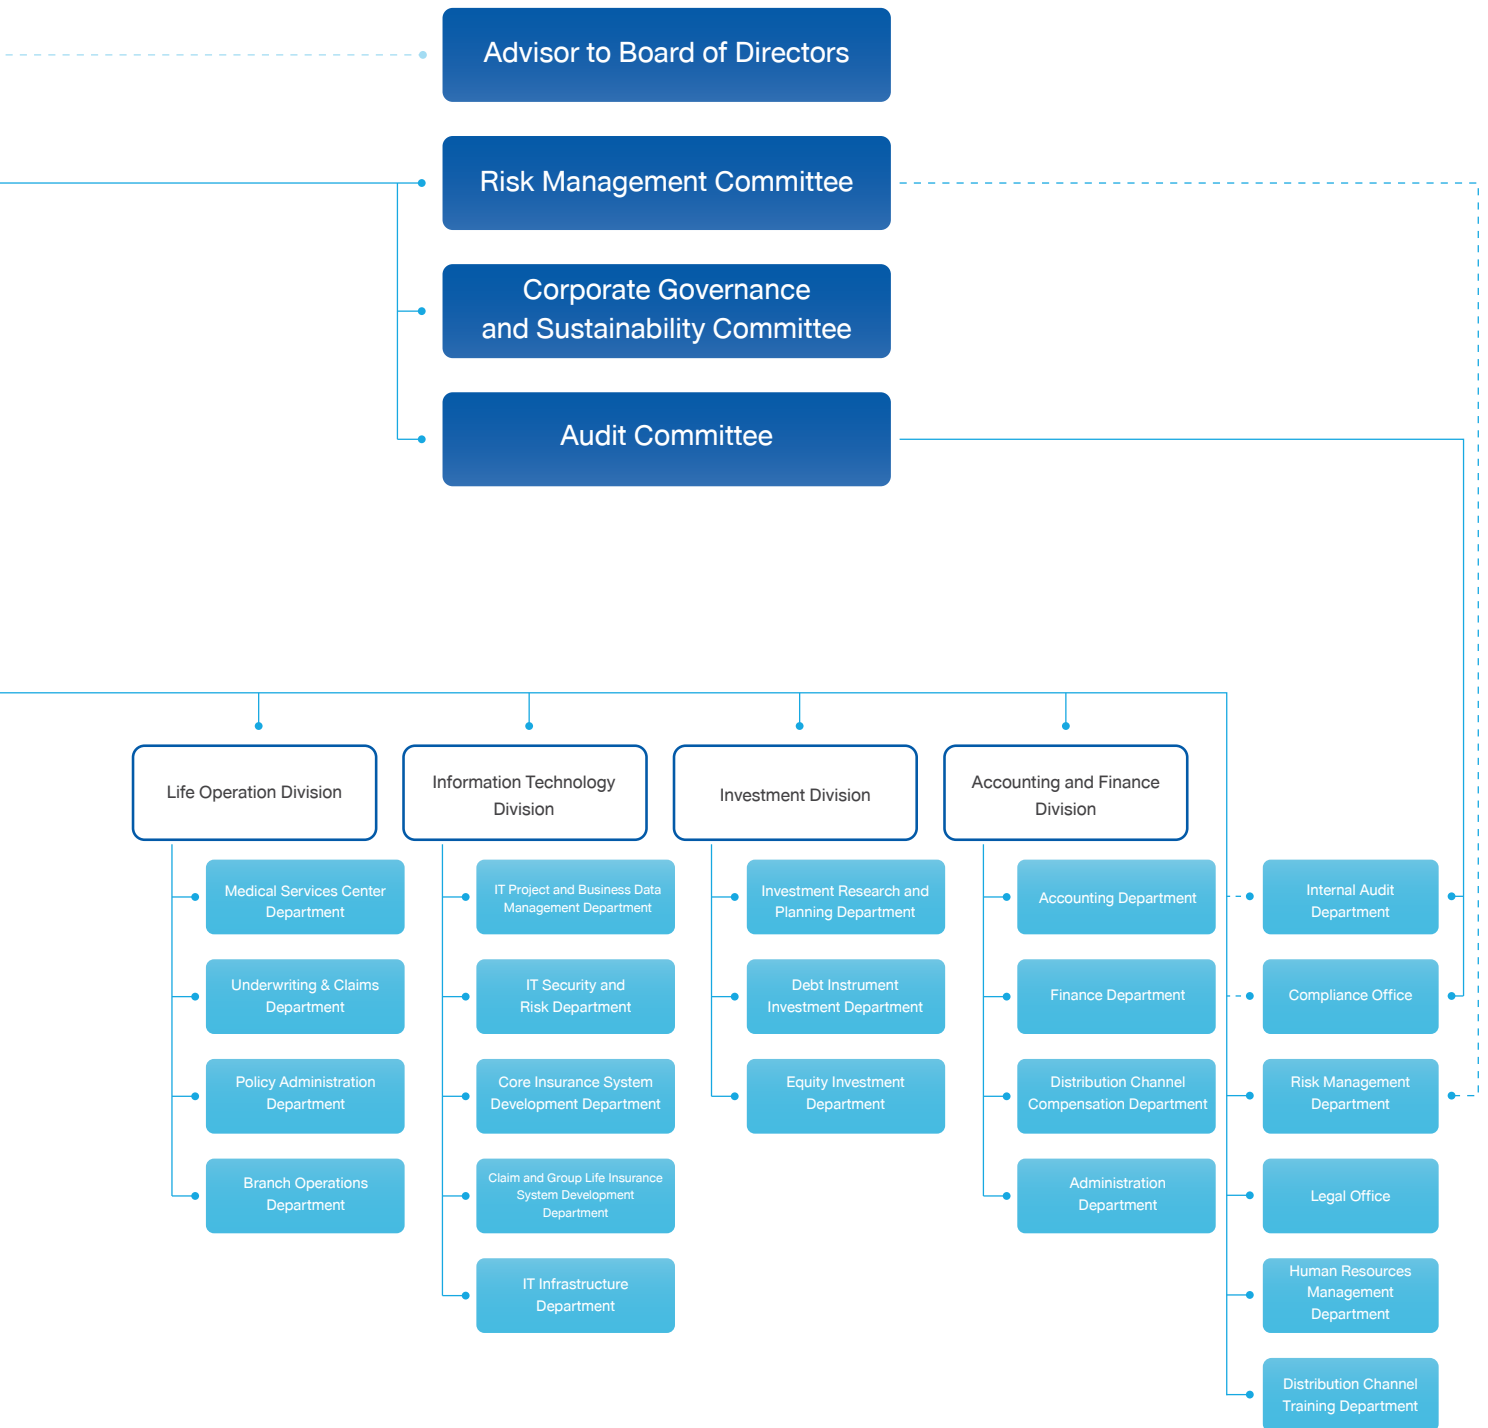 Advisor to Board of Directors
Risk Management Committee
Corporate Governance
and Sustainability Committee
Audit Committee
Life Operation Division
Medical Services Center
Department
Underwriting & Claims
Department
Policy Administration
Department
Branch Operations
Department
Information Technology
Division
IT Project and Business Data
Management Department
IT Security and
Risk Department
Core Insurance System
Development Department
Claim and Group Life Insurance
System Development
Department
IT Infrastructure
Department
Investment Division
Investment Research and
Planning Department
Debt Instrument
Investment Department
Equity Investment
Department
Accounting and Finance
Division
Accounting Department
Finance Department
Distribution Channel
Compensation Department
Administration
Department
Internal Audit
Department
Compliance Office
Risk Management
Department
Legal Office
Human Resources
Management
Department
Distribution Channel
Training Department